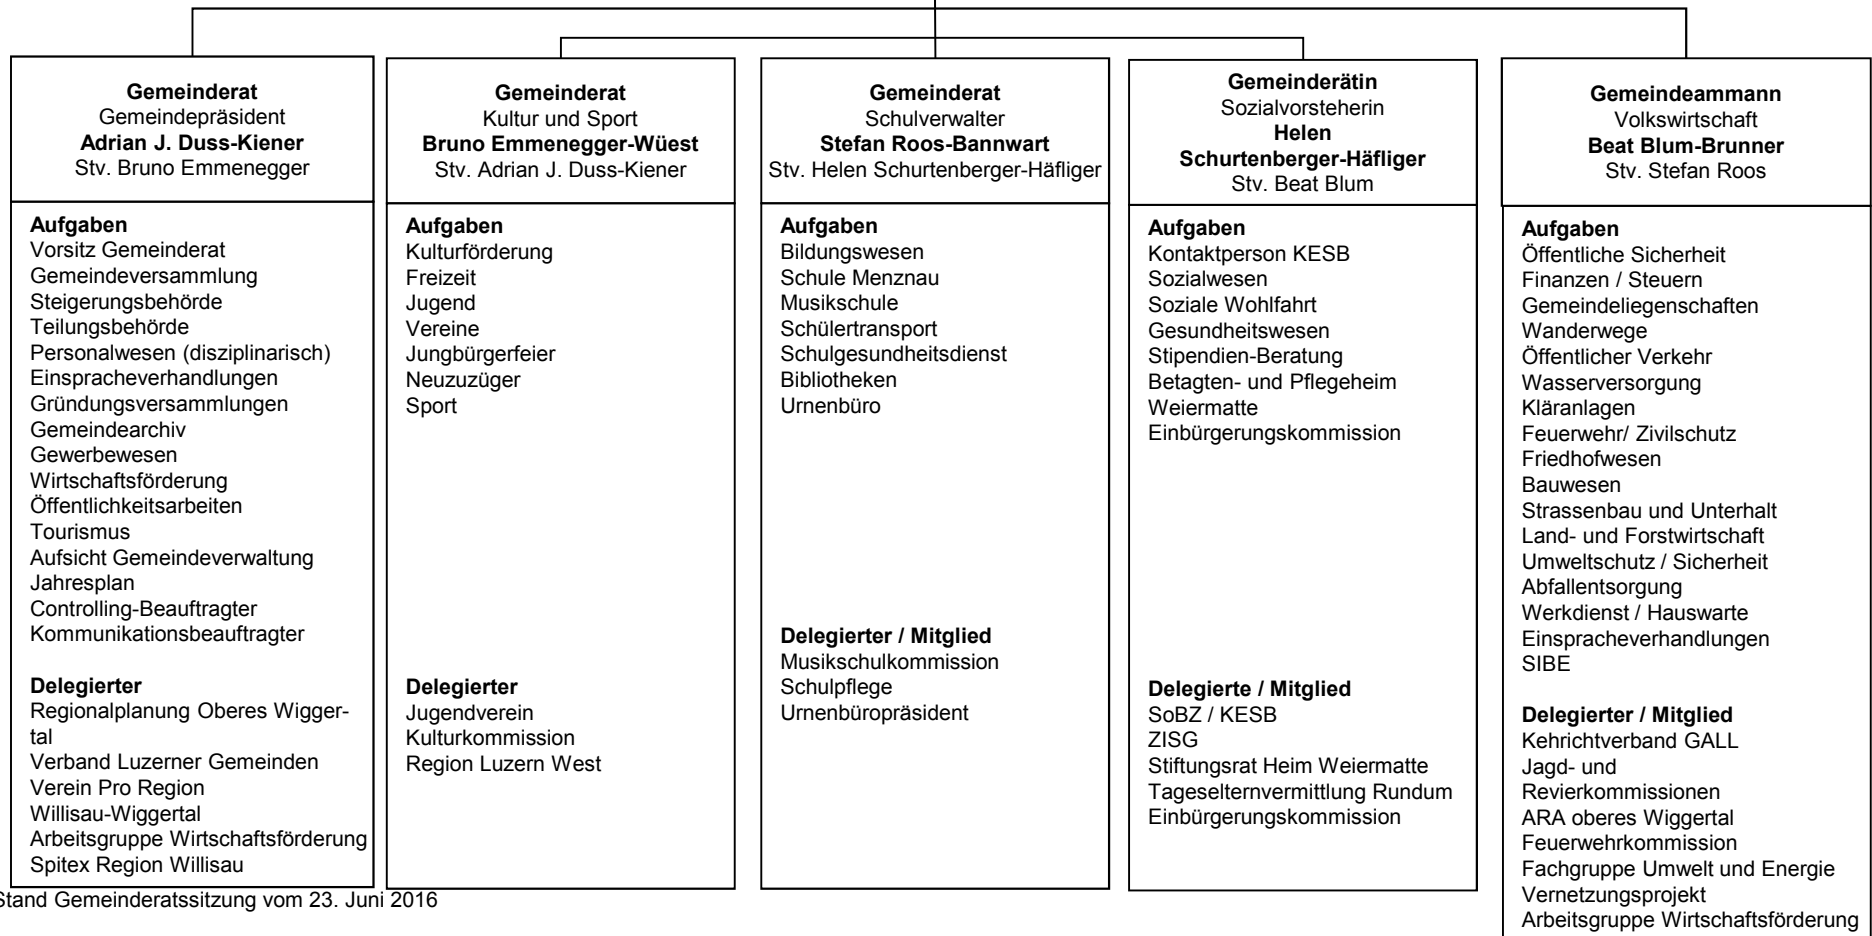 Gemeinderat
Gemeindepräsident
Adrian J. Duss-Kiener
Stv. Bruno Emmenegger
Aufgaben
Vorsitz Gemeinderat
Gemeindeversammlung
Steigerungsbehörde
Teilungsbehörde
Personalwesen (disziplinarisch)
Einspracheverhandlungen
Gründungsversammlungen
Gemeindearchiv
Gewerbewesen
Wirtschaftsförderung
Öffentlichkeitsarbeiten
Tourismus
Aufsicht Gemeindeverwaltung
Jahresplan
Controlling-Beauftragter
Kommunikationsbeauftragter
Delegierter
Regionalplanung Oberes Wigger-
tal
Verband Luzerner Gemeinden
Verein Pro Region
Willisau-Wiggertal
Arbeitsgruppe Wirtschaftsförderung
Spitex Region Willisau
Gemeinderat
Kultur und Sport
Bruno Emmenegger-Wüest
Stv. Adrian J. Duss-Kiener
Aufgaben
Kulturförderung
Freizeit
Jugend
Vereine
Jungbürgerfeier
Neuzuzüger
Sport
Delegierter
Jugendverein
Kulturkommission
Region Luzern West
Gemeinderat
Schulverwalter
Stefan Roos-Bannwart
Stv. Helen Schurtenberger-Häfliger
Aufgaben
Bildungswesen
Schule Menznau
Musikschule
Schülertransport
Schulgesundheitsdienst
Bibliotheken
Urnenbüro
Delegierter / Mitglied
Musikschulkommission
Schulpflege
Urnenbüropräsident
Gemeinderätin
Sozialvorsteherin
Helen
Schurtenberger-Häfliger
Stv. Beat Blum
Aufgaben
Kontaktperson KESB
Sozialwesen
Soziale Wohlfahrt
Gesundheitswesen
Stipendien-Beratung
Betagten- und Pflegeheim
Weiermatte
Einbürgerungskommission
Delegierte / Mitglied
SoBZ / KESB
ZISG
Stiftungsrat Heim Weiermatte
Tageselternvermittlung Rundum
Einbürgerungskommission
Gemeindeammann
Volkswirtschaft
Beat Blum-Brunner
Stv. Stefan Roos
Aufgaben
Öffentliche Sicherheit
Finanzen / Steuern
Gemeindeliegenschaften
Wanderwege
Öffentlicher Verkehr
Wasserversorgung
Kläranlagen
Feuerwehr/ Zivilschutz
Friedhofwesen
Bauwesen
Strassenbau und Unterhalt
Land- und Forstwirtschaft
Umweltschutz / Sicherheit
Abfallentsorgung
Werkdienst / Hauswarte
Einspracheverhandlungen
SIBE
Delegierter / Mitglied
Kehrichtverband GALL
Jagd- und
Revierkommissionen
ARA oberes Wiggertal
Feuerwehrkommission
Fachgruppe Umwelt und Energie
Vernetzungsprojekt
Arbeitsgruppe Wirtschaftsförderung
Stand Gemeinderatssitzung vom 23. Juni 2016